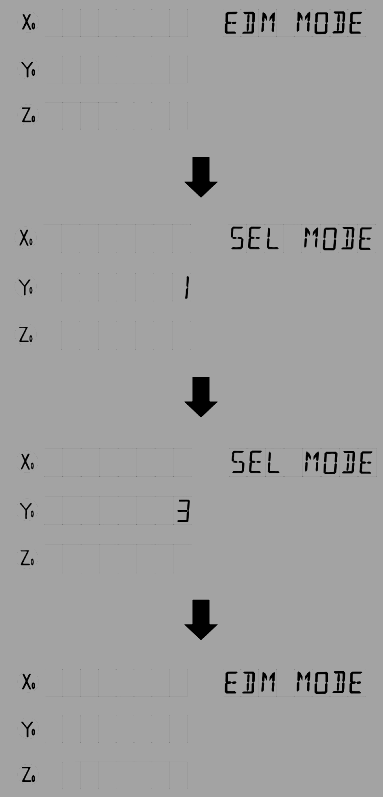 X₀ EDM MODE
Y₀
Z₀
X₀ SEL MODE
Y₀ 1
Z₀
X₀ SEL MODE
Y₀ 3
Z₀
X₀ EDM MODE
Y₀
Z₀